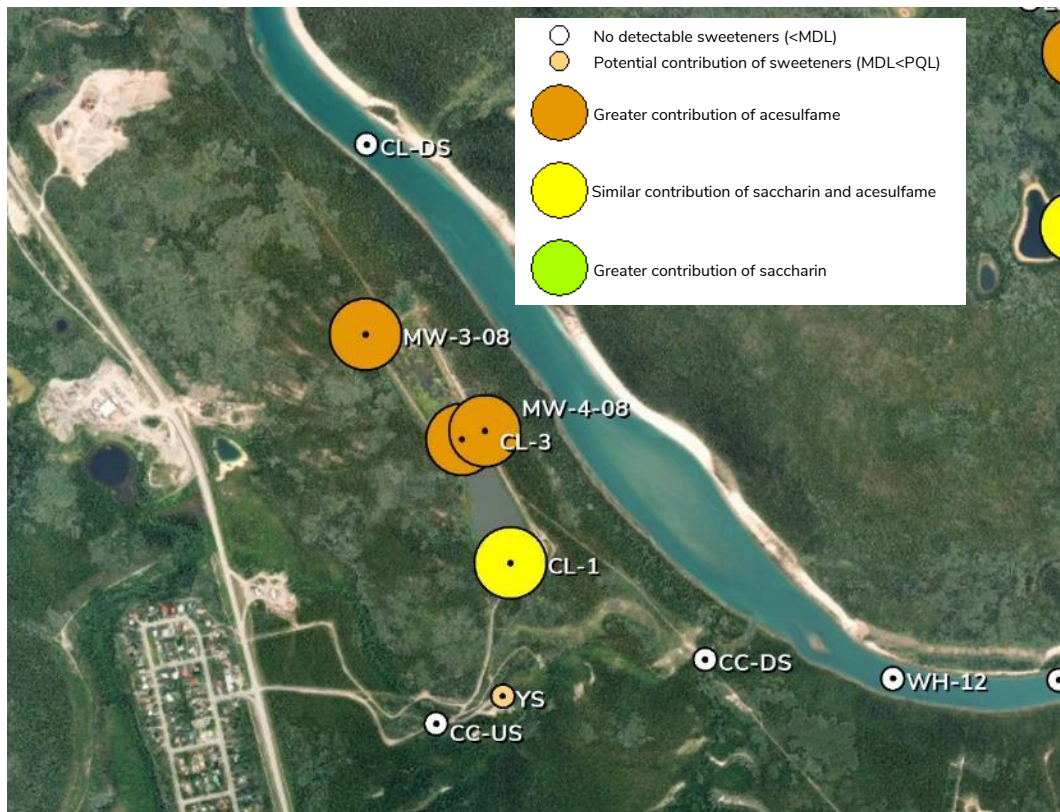 No detectable sweeteners (<MDL)
Potential contribution of sweeteners (MDL<PQL)
Greater contribution of acesulfame
Similar contribution of saccharin and acesulfame
Greater contribution of saccharin
CL-DS
MW-3-08
MW-4-08
CL-3
CL-1
CC-DS
WH-12
YS
CC-US